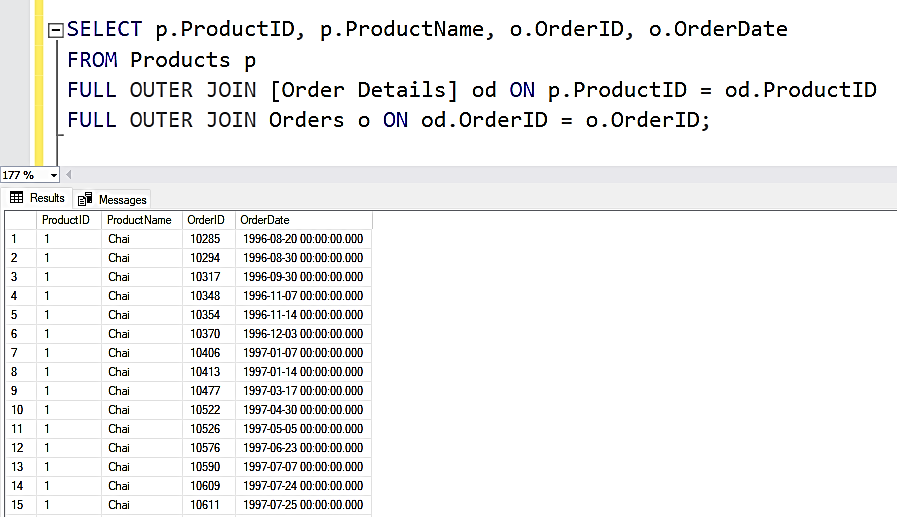 SELECT p.ProductID, p.ProductName, o.OrderID, o.OrderDate
FROM Products p
FULL OUTER JOIN [Order Details] od ON p.ProductID = od.ProductID
FULL OUTER JOIN Orders o ON od.OrderID = o.OrderID;
177 %
Results Messages
ProductID ProductName OrderID OrderDate
1 1 Chai 10285 1996-08-20 00:00:00.000
2 1 Chai 10294 1996-08-30 00:00:00.000
3 1 Chai 10317 1996-09-30 00:00:00.000
4 1 Chai 10348 1996-11-07 00:00:00.000
5 1 Chai 10354 1996-11-14 00:00:00.000
6 1 Chai 10370 1996-12-03 00:00:00.000
7 1 Chai 10406 1997-01-07 00:00:00.000
8 1 Chai 10413 1997-01-14 00:00:00.000
9 1 Chai 10477 1997-03-17 00:00:00.000
10 1 Chai 10522 1997-04-30 00:00:00.000
11 1 Chai 10526 1997-05-05 00:00:00.000
12 1 Chai 10576 1997-06-23 00:00:00.000
13 1 Chai 10590 1997-07-07 00:00:00.000
14 1 Chai 10609 1997-07-24 00:00:00.000
15 1 Chai 10611 1997-07-25 00:00:00.000